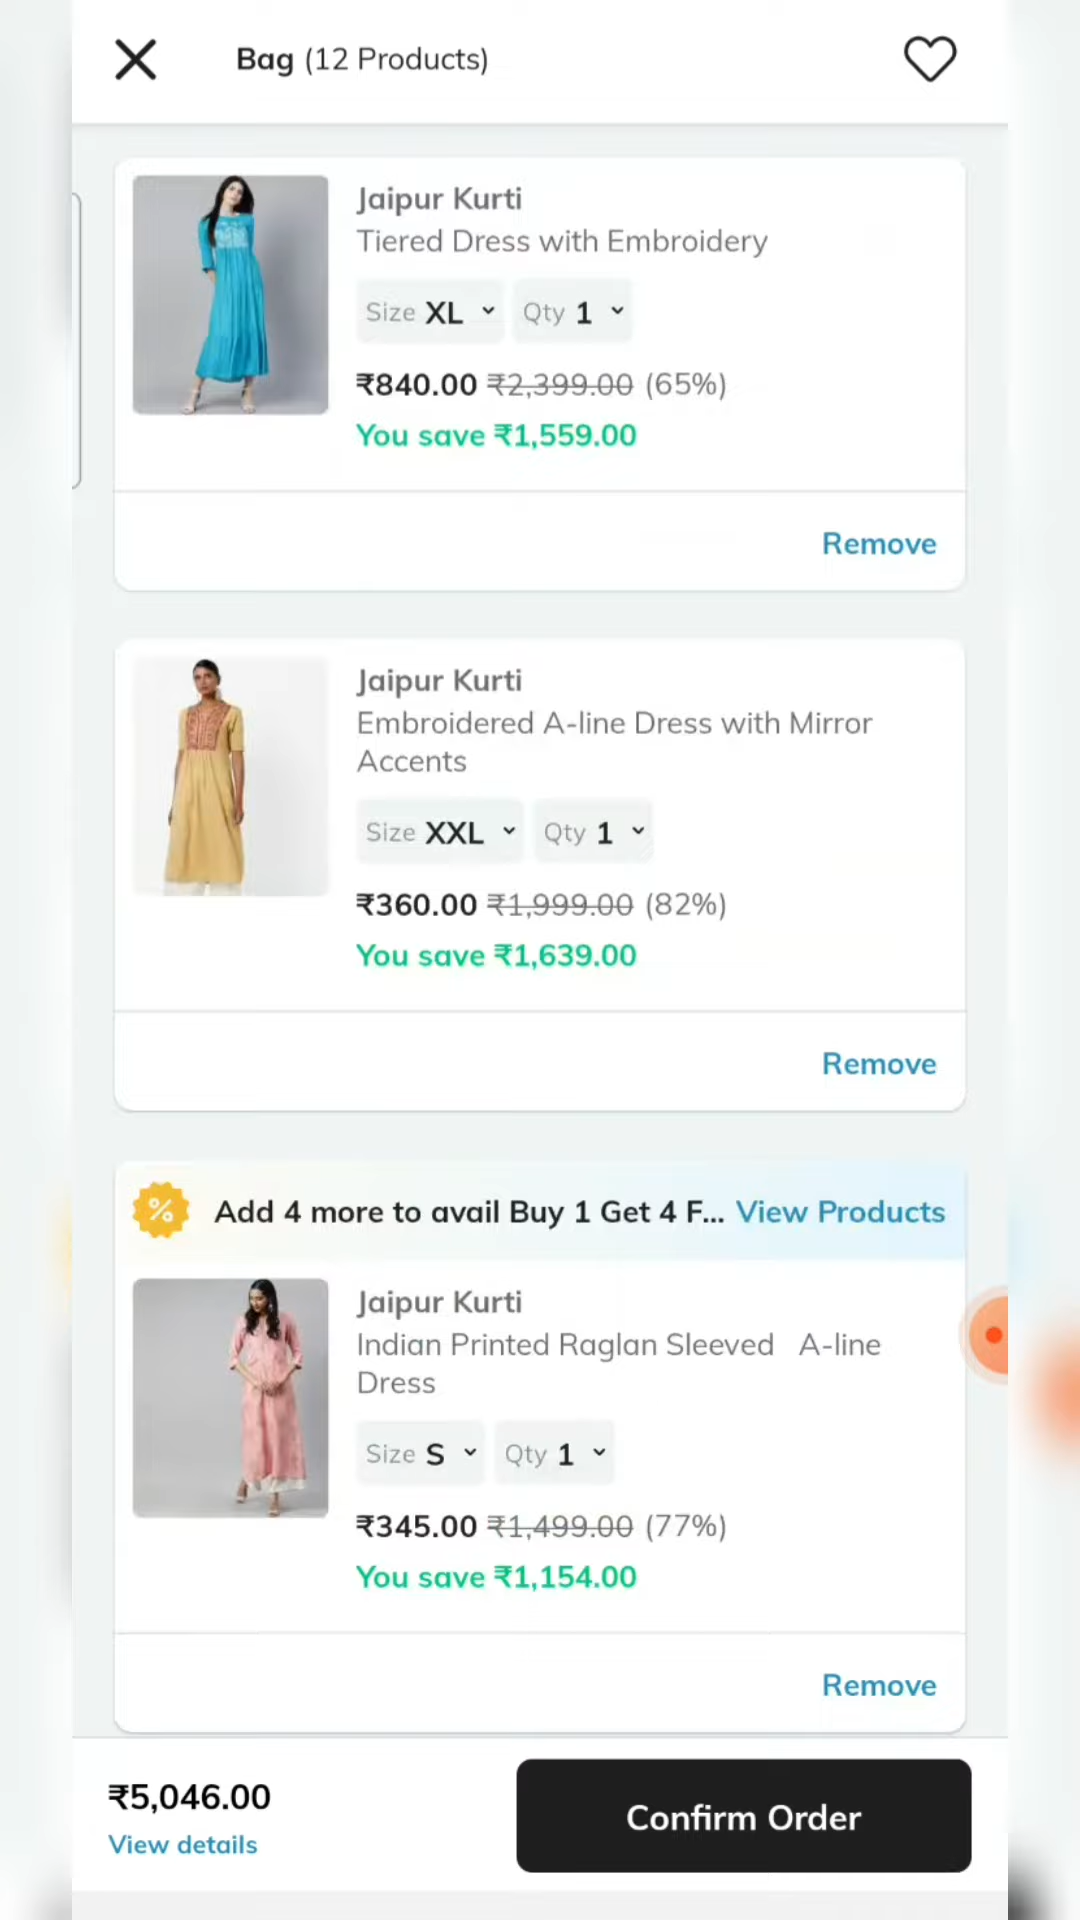 Bag (12 Products)
Jaipur Kurti
Tiered Dress with Embroidery
Size XL Qty 1
₹840.00 ₹2,399.00 (65%)
You save ₹1,559.00
Remove
Jaipur Kurti
Embroidered A-line Dress with Mirror
Accents
Size XXL Qty 1
₹360.00 ₹1,999.00 (82%)
You save ₹1,639.00
Remove
% Add 4 more to avail Buy 1 Get 4 F... View Products
Jaipur Kurti
Indian Printed Raglan Sleeved A-line
Dress
Size S Qty 1
₹345.00 ₹1,499.00 (77%)
You save ₹1,154.00
Remove
₹5,046.00
View details
Confirm Order